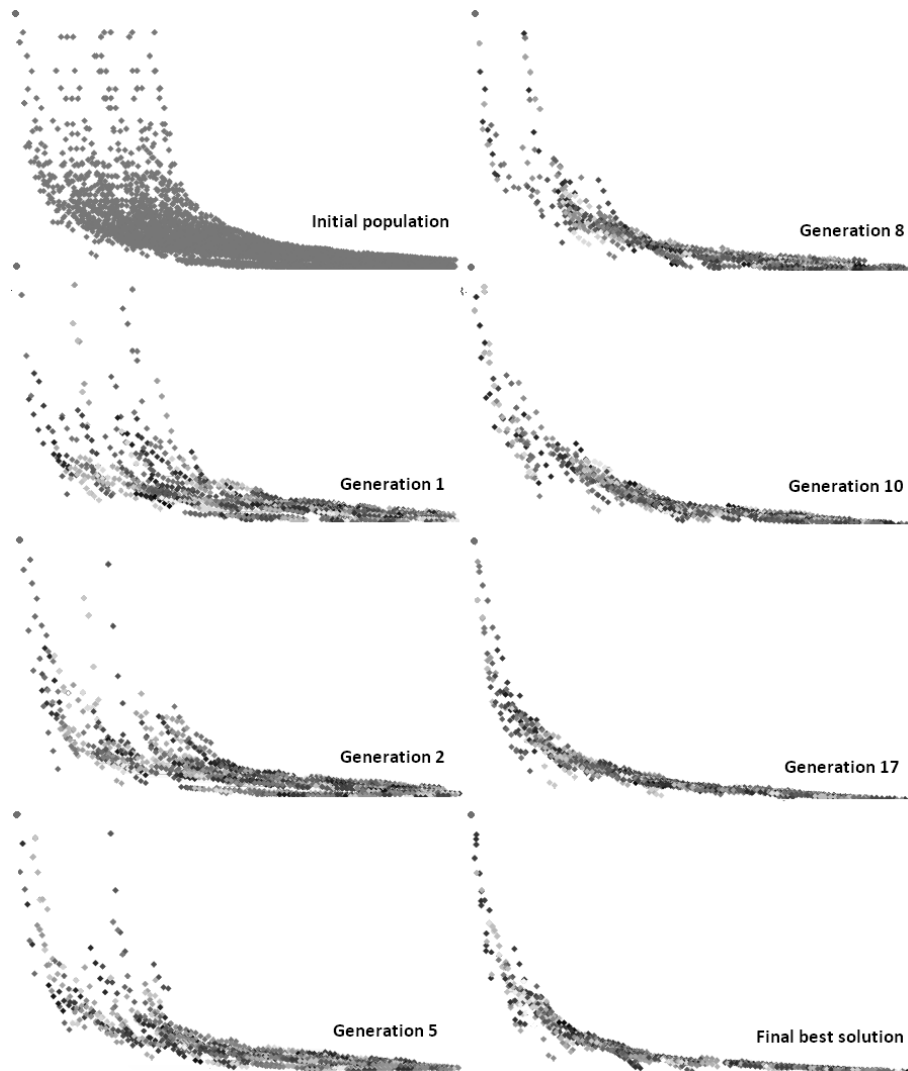 Initial population
Generation 1
Generation 2
Generation 5
Generation 8
Generation 10
Generation 17
Final best solution